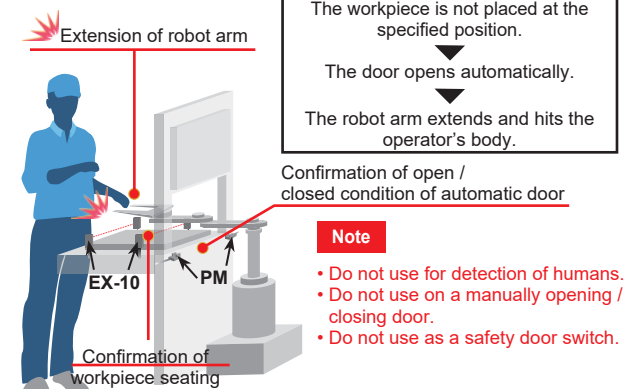 Extension of robot arm
The workpiece is not placed at the
specified position.
The door opens automatically.
The robot arm extends and hits the
operator's body.
Confirmation of open /
closed condition of automatic door
Note
• Do not use for detection of humans.
• Do not use on a manually opening /
closing door.
• Do not use as a safety door switch.
EX-10
PM
Confirmation of
workpiece seating